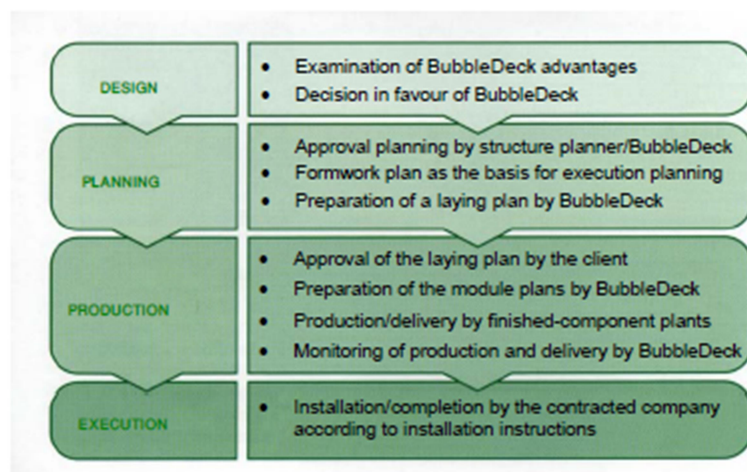 DESIGN
• Examination of BubbleDeck advantages
• Decision in favour of BubbleDeck
PLANNING
• Approval planning by structure planner/BubbleDeck
• Formwork plan as the basis for execution planning
• Preparation of a laying plan by BubbleDeck
PRODUCTION
• Approval of the laying plan by the client
• Preparation of the module plans by BubbleDeck
• Production/delivery by finished-component plants
• Monitoring of production and delivery by BubbleDeck
EXECUTION
• Installation/completion by the contracted company
according to installation instructions